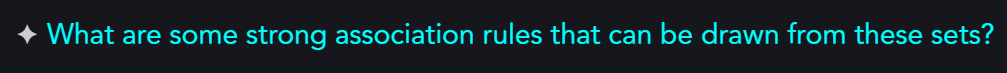 ✦ What are some strong association rules that can be drawn from these sets?